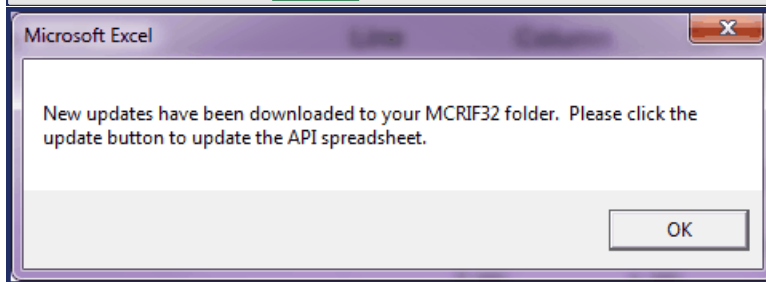 Microsoft Excel
New updates have been downloaded to your MCRIF32 folder.  Please click the
update button to update the API spreadsheet.
OK